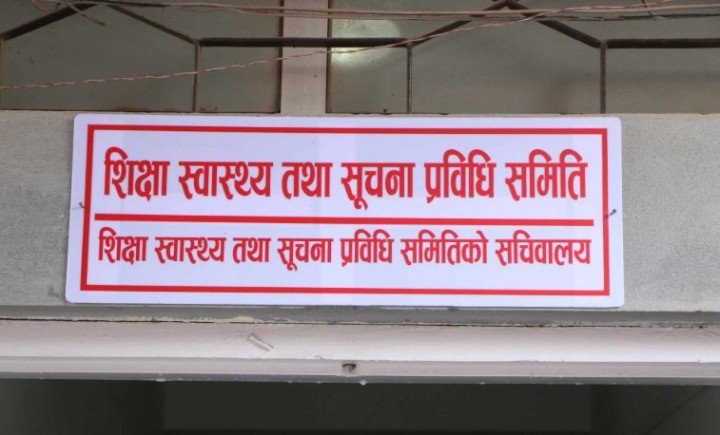 शिक्षा स्वास्थ्य तथा सूचना प्रविधि समिति
शिक्षा स्वास्थ्य तथा सूचना प्रविधि समितिको सचिवालय